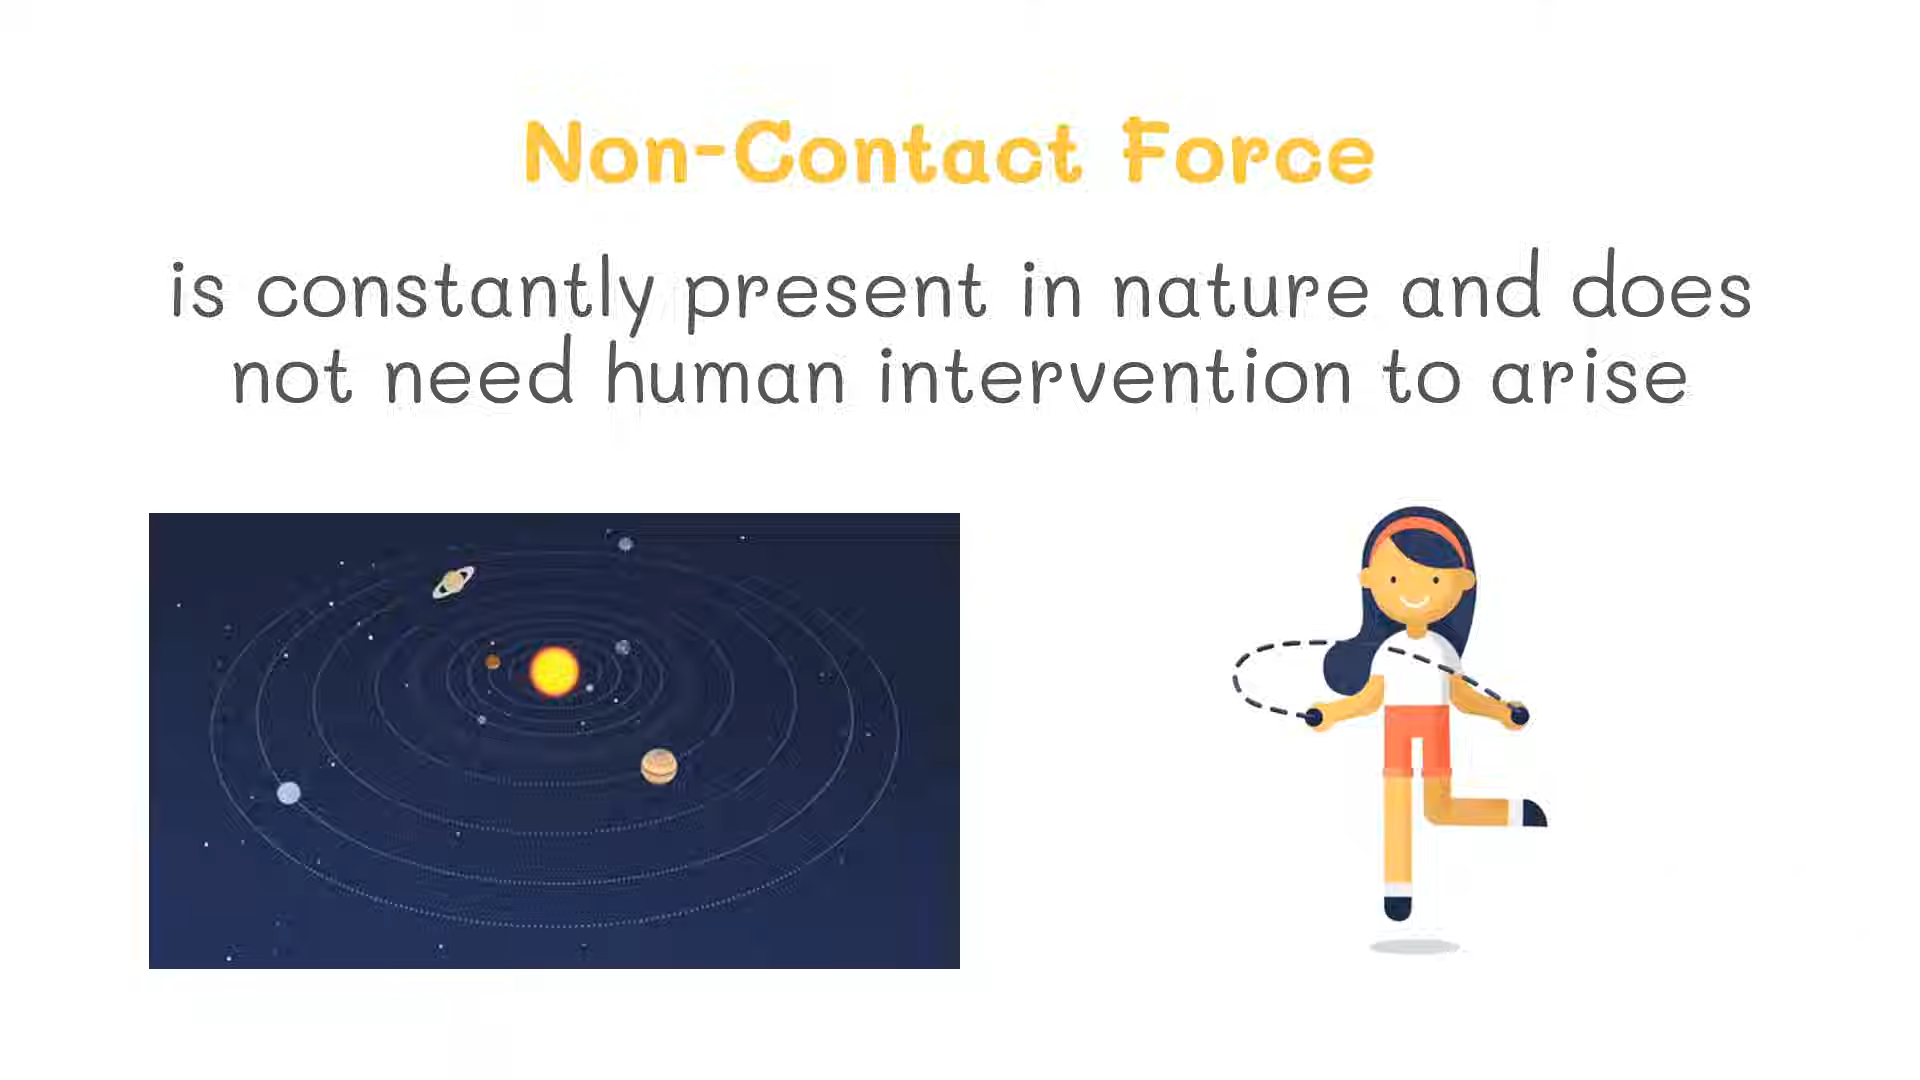 Non-Contact Force
is constantly present in nature and does
not need human intervention to arise